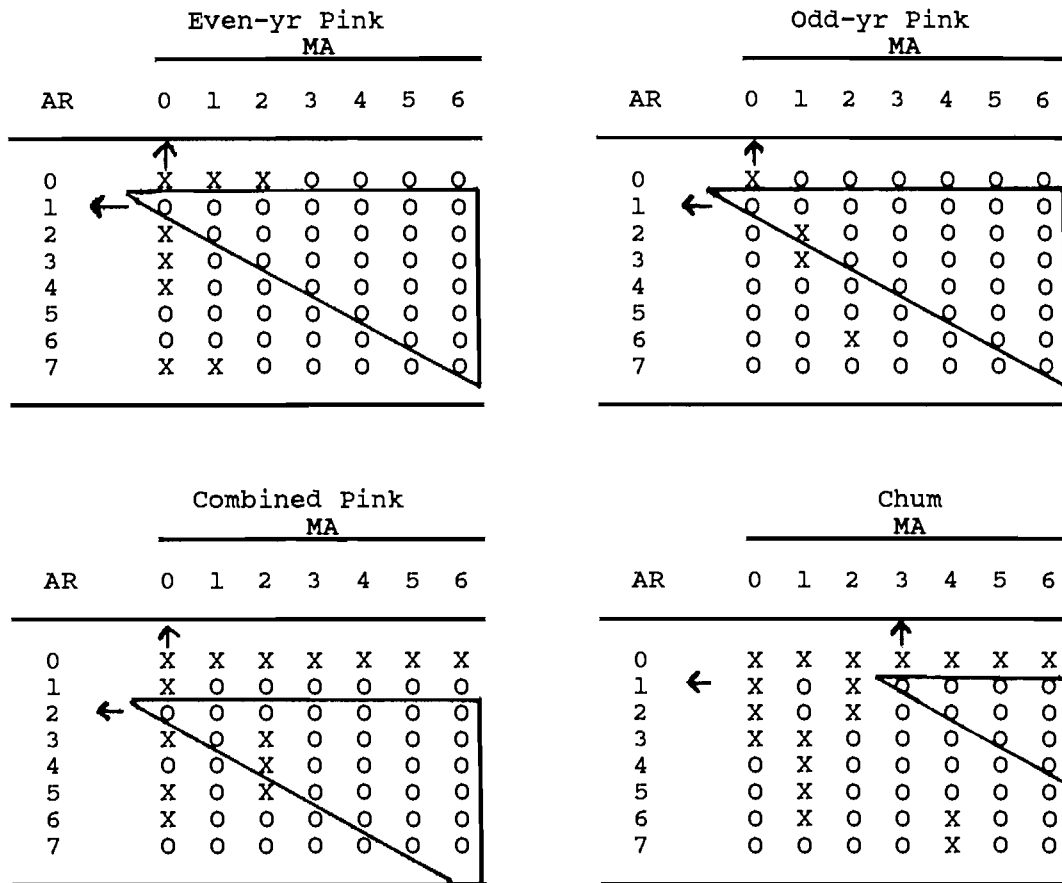 Even-yr Pink
MA
AR 0 1 2 3 4 5 6
0 X X X O O O O
1 O O O O O O O
2 X O O O O O O
3 X O O O O O O
4 X O O O O O O
5 O O O O O O O
6 O O O O O O O
7 X X O O O O O
Odd-yr Pink
MA
AR 0 1 2 3 4 5 6
0 X O O O O O O
1 O O O O O O O
2 O X O O O O O
3 O X O O O O O
4 O O O O O O O
5 O O O O O O O
6 O O X O O O O
7 O O O O O O O
Combined Pink
MA
AR 0 1 2 3 4 5 6
0 X X X X X X X
1 X O O O O O O
2 O O O O O O O
3 X O X O O O O
4 O O X O O O O
5 X O X O O O O
6 X O O O O O O
7 O O O O O O O
Chum
MA
AR 0 1 2 3 4 5 6
0 X X X X X X X
1 X O X O O O O
2 X O X O O O O
3 X X O O O O O
4 O X O O O O O
5 O X O O O O O
6 O X O O X O O
7 O O O O X O O